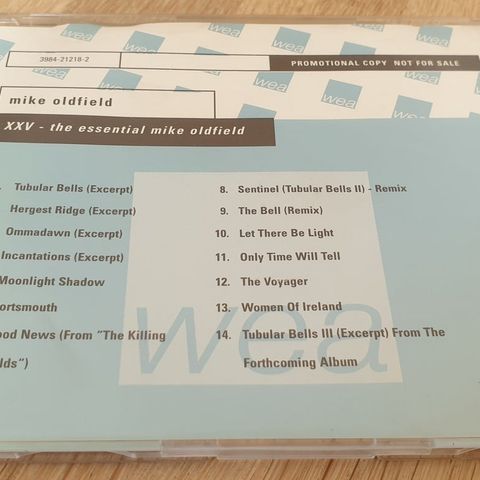 wea
3984-21218-2
PROMOTIONAL COPY NOT FOR SALE
mike oldfield
XXV - the essential mike oldfield
Tubular Bells (Excerpt)
Hergest Ridge (Excerpt)
Ommadawn (Excerpt)
Incantations (Excerpt)
Moonlight Shadow
ortsmouth
ood News (From "The Killing
lds")
8. Sentinel (Tubular Bells II) - Remix
9. The Bell (Remix)
10. Let There Be Light
11. Only Time Will Tell
12. The Voyager
13. Women Of Ireland
14. Tubular Bells III (Excerpt) From The
Forthcoming Album
wea